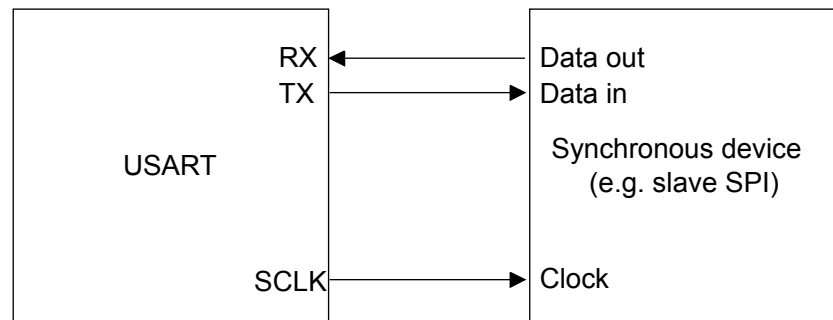 RX
Data out
TX
Data in
USART
Synchronous device
(e.g. slave SPI)
SCLK
Clock